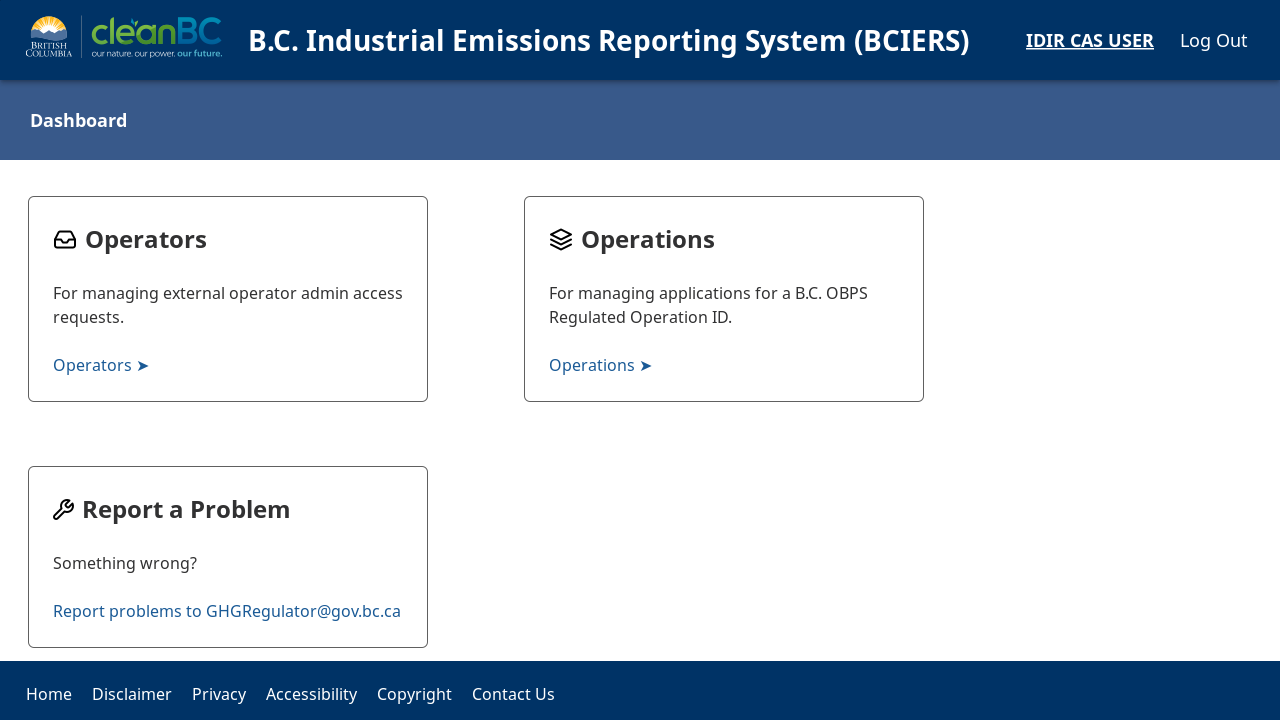 BRITISH
COLUMBIA
cleanBC
our nature. our power. our future.
B.C. Industrial Emissions Reporting System (BCIERS)
IDIR CAS USER
Log Out
Dashboard
Operators
For managing external operator admin access
requests.
Operators ➤
Operations
For managing applications for a B.C. OBPS
Regulated Operation ID.
Operations ➤
Report a Problem
Something wrong?
Report problems to GHGRegulator@gov.bc.ca
Home Disclaimer Privacy Accessibility Copyright Contact Us